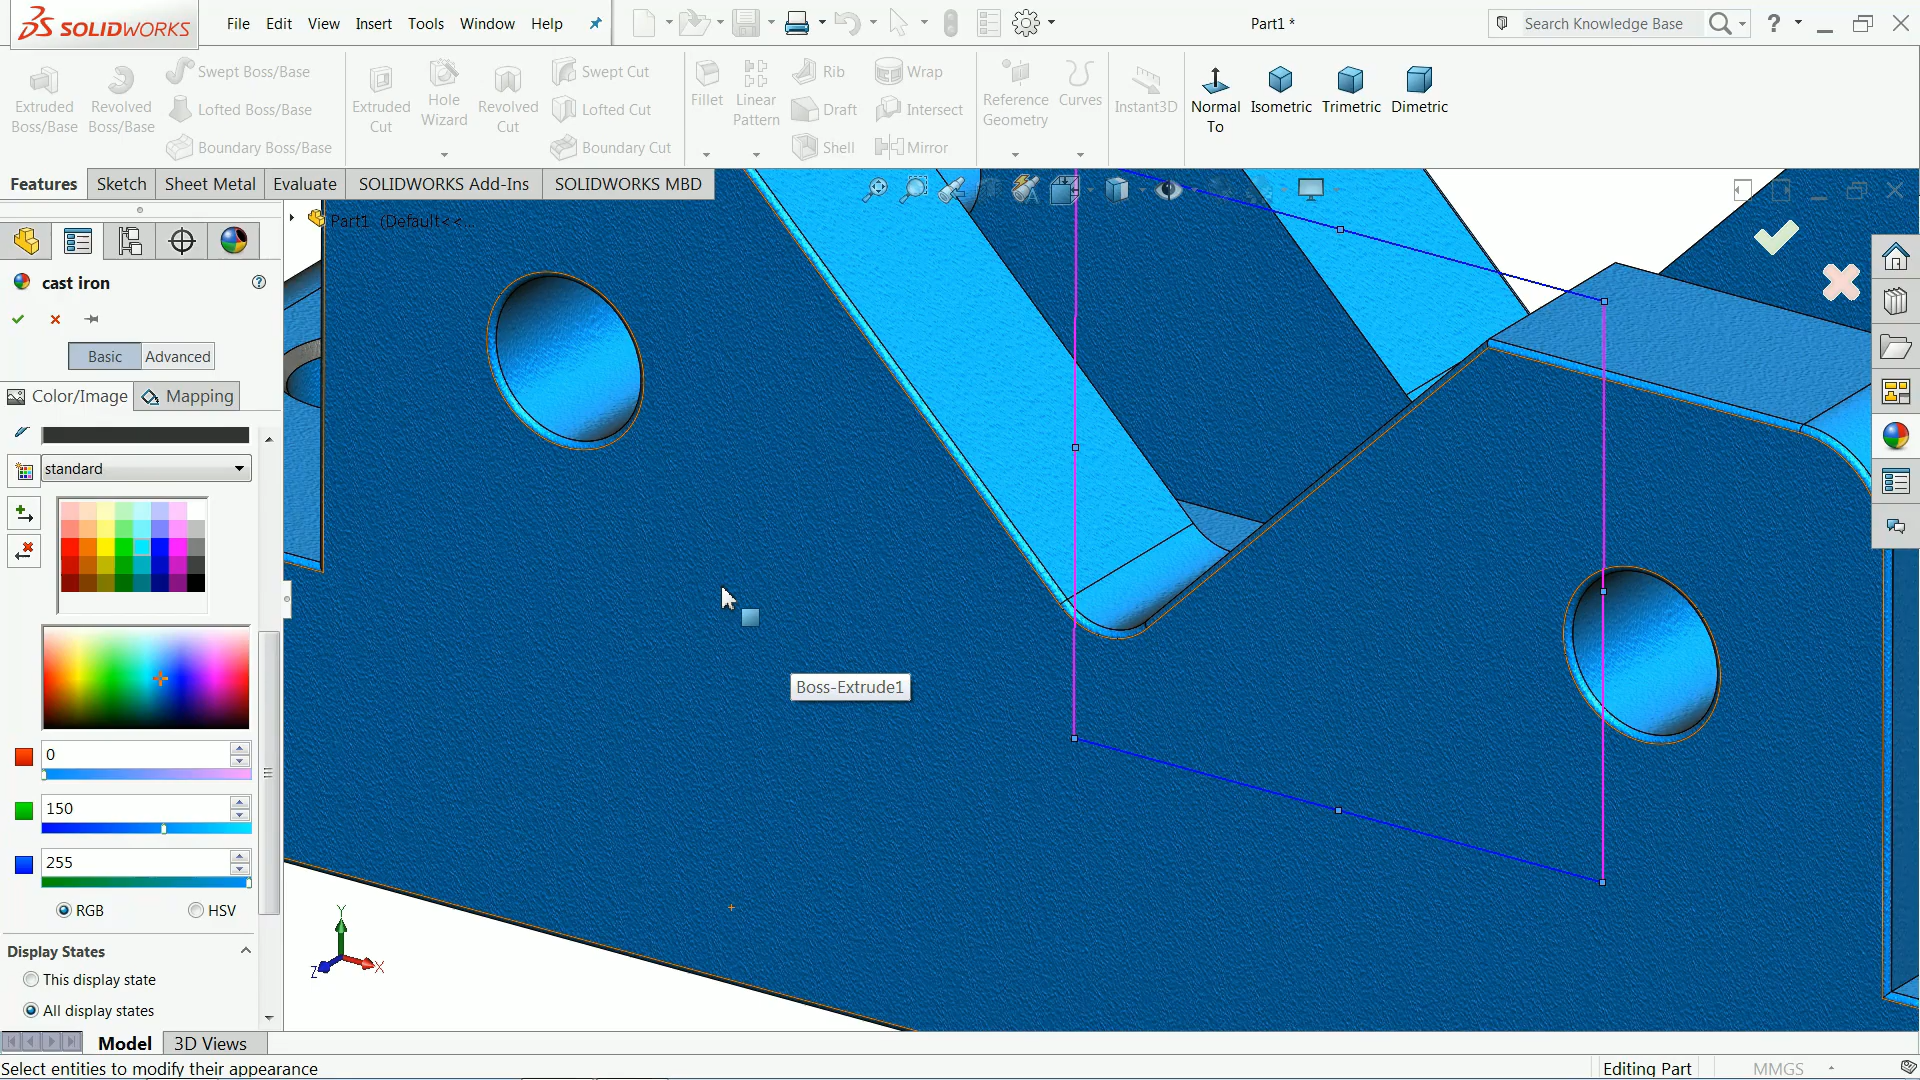 SOLIDWORKS
File Edit View Insert Tools Window Help
Part1 *
Search Knowledge Base
?
Extruded Boss/Base
Revolved Boss/Base
Swept Boss/Base
Lofted Boss/Base
Boundary Boss/Base
Extruded Cut
Hole Wizard
Revolved Cut
Swept Cut
Lofted Cut
Boundary Cut
Fillet
Linear Pattern
Rib
Draft
Shell
Wrap
Intersect
Mirror
Reference Geometry
Curves
Instant3D
Normal To
Isometric
Trimetric
Dimetric
Features Sketch Sheet Metal Evaluate SOLIDWORKS Add-Ins SOLIDWORKS MBD
Part1 (Default<<...
cast iron
?
Basic Advanced
Color/Image Mapping
standard
0
150
255
RGB HSV
Display States
This display state
All display states
Boss-Extrude1
Y
X
Z
Model 3D Views
Select entities to modify their appearance
Editing Part
MMGS